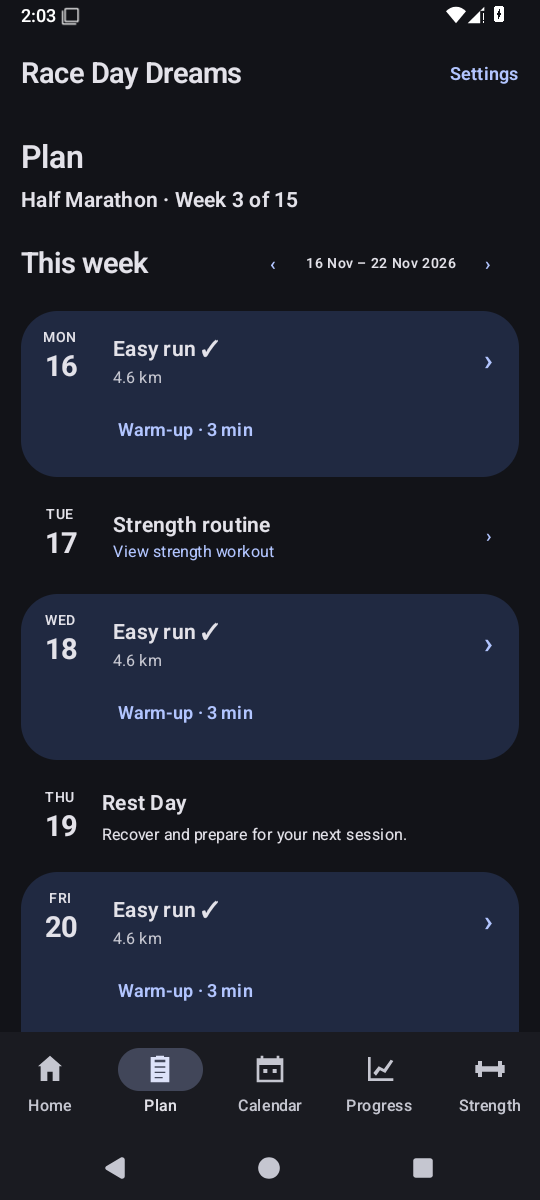 2:03
Race Day Dreams
Settings
Plan
Half Marathon · Week 3 of 15
This week
‹ 16 Nov – 22 Nov 2026 ›
MON
16
Easy run ✓
4.6 km
›
Warm-up · 3 min
TUE
17
Strength routine
View strength workout
›
WED
18
Easy run ✓
4.6 km
›
Warm-up · 3 min
THU
19
Rest Day
Recover and prepare for your next session.
FRI
20
Easy run ✓
4.6 km
›
Warm-up · 3 min
Home
Plan
Calendar
Progress
Strength